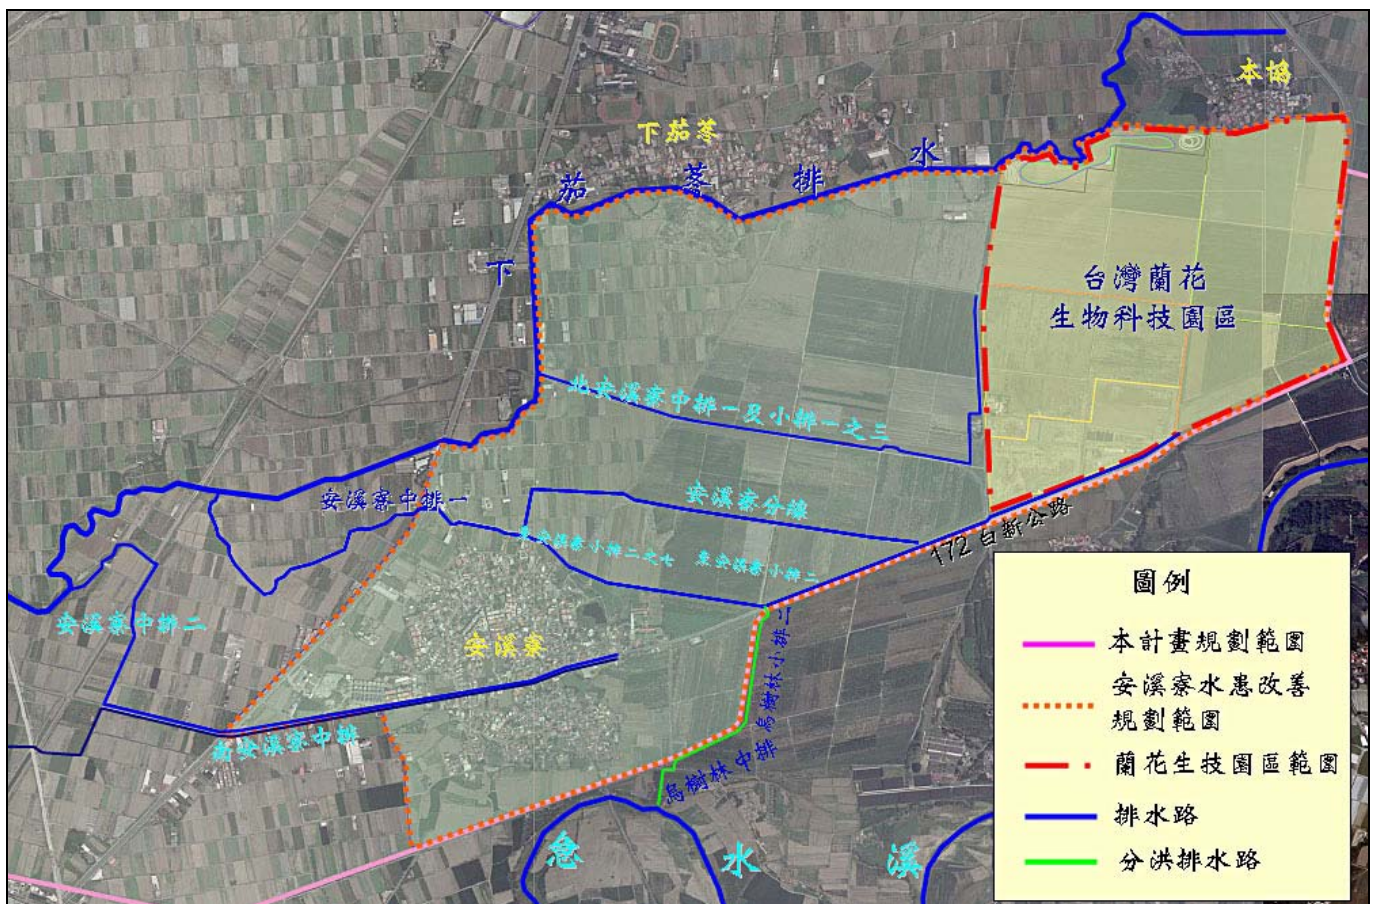 本協
下茄苳
下茄苳排水
台灣蘭花
生物科技園區
北安溪寮中排一及小排一之三
安溪寮中排一
安溪寮分線
東安溪寮小排二之七
東安溪寮小排二
172 白新公路
安溪寮中排二
安溪寮
烏樹林小排二
南安溪寮中排
烏樹林中排
急水溪
圖例
本計畫規劃範圍
安溪寮水患改善
規劃範圍
蘭花生技園區範圍
排水路
分洪排水路